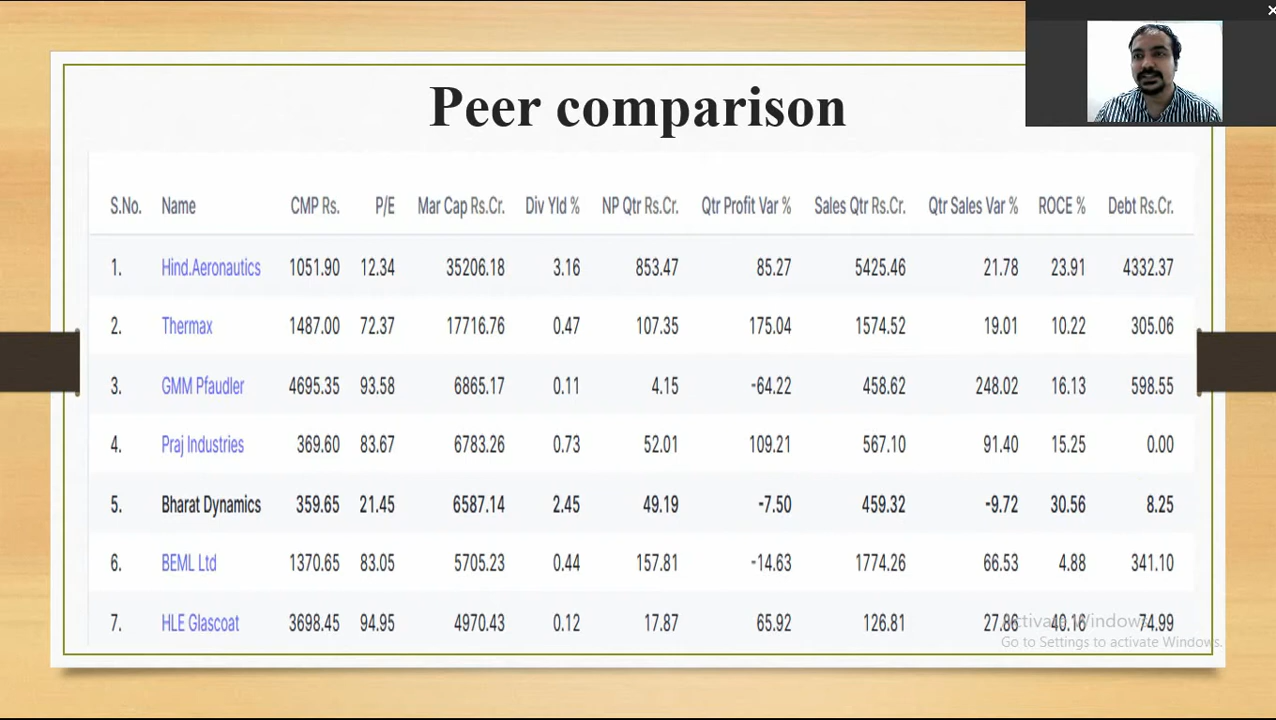 Peer comparison
S.No. Name CMP Rs. P/E Mar Cap Rs.Cr. Div Yld % NP Qtr Rs.Cr. Qtr Profit Var % Sales Qtr Rs.Cr. Qtr Sales Var % ROCE % Debt Rs.Cr.
1. Hind.Aeronautics 1051.90 12.34 35206.18 3.16 853.47 85.27 5425.46 21.78 23.91 4332.37
2. Thermax 1487.00 72.37 17716.76 0.47 107.35 175.04 1574.52 19.01 10.22 305.06
3. GMM Pfaudler 4695.35 93.58 6865.17 0.11 4.15 -64.22 458.62 248.02 16.13 598.55
4. Praj Industries 369.60 83.67 6783.26 0.73 52.01 109.21 567.10 91.40 15.25 0.00
5. Bharat Dynamics 359.65 21.45 6587.14 2.45 49.19 -7.50 459.32 -9.72 30.56 8.25
6. BEML Ltd 1370.65 83.05 5705.23 0.44 157.81 -14.63 1774.26 66.53 4.88 341.10
7. HLE Glascoat 3698.45 94.95 4970.43 0.12 17.87 65.92 126.81 27.86 40.16 74.99
Activate Windows
Go to Settings to activate Windows.